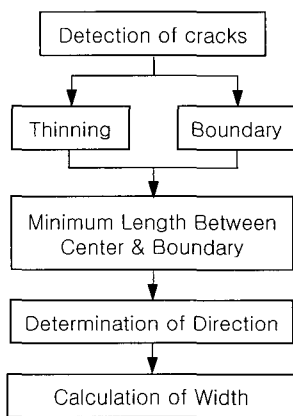 Detection of cracks
Thinning
Boundary
Minimum Length Between
Center & Boundary
Determination of Direction
Calculation of Width